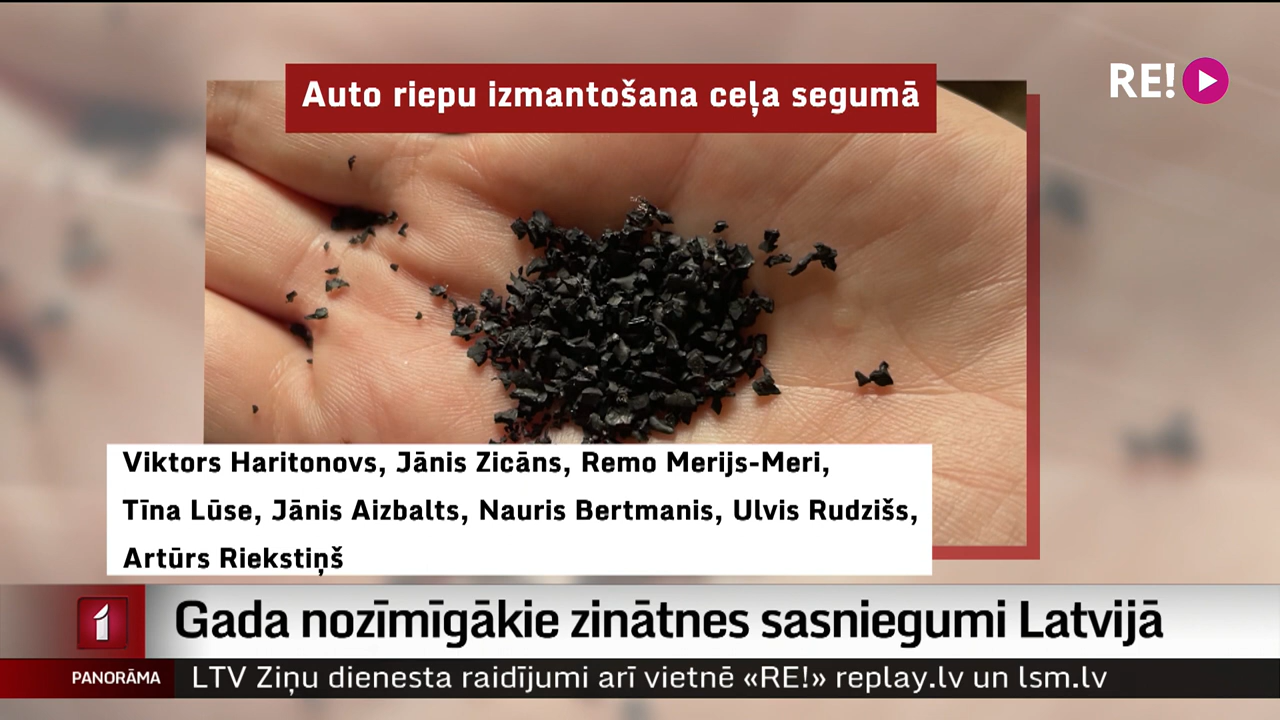 Auto riepu izmantošana ceļa segumā
RE!
Viktors Haritonovs, Jānis Zicāns, Remo Merijs-Meri,
Tīna Lūse, Jānis Aizbalts, Nauris Bertmanis, Ulvis Rudzišs,
Artūrs Riekstiņš
1
Gada nozīmīgākie zinātnes sasniegumi Latvijā
PANORĀMA
LTV Ziņu dienesta raidījumi arī vietnē «RE!» replay.lv un lsm.lv